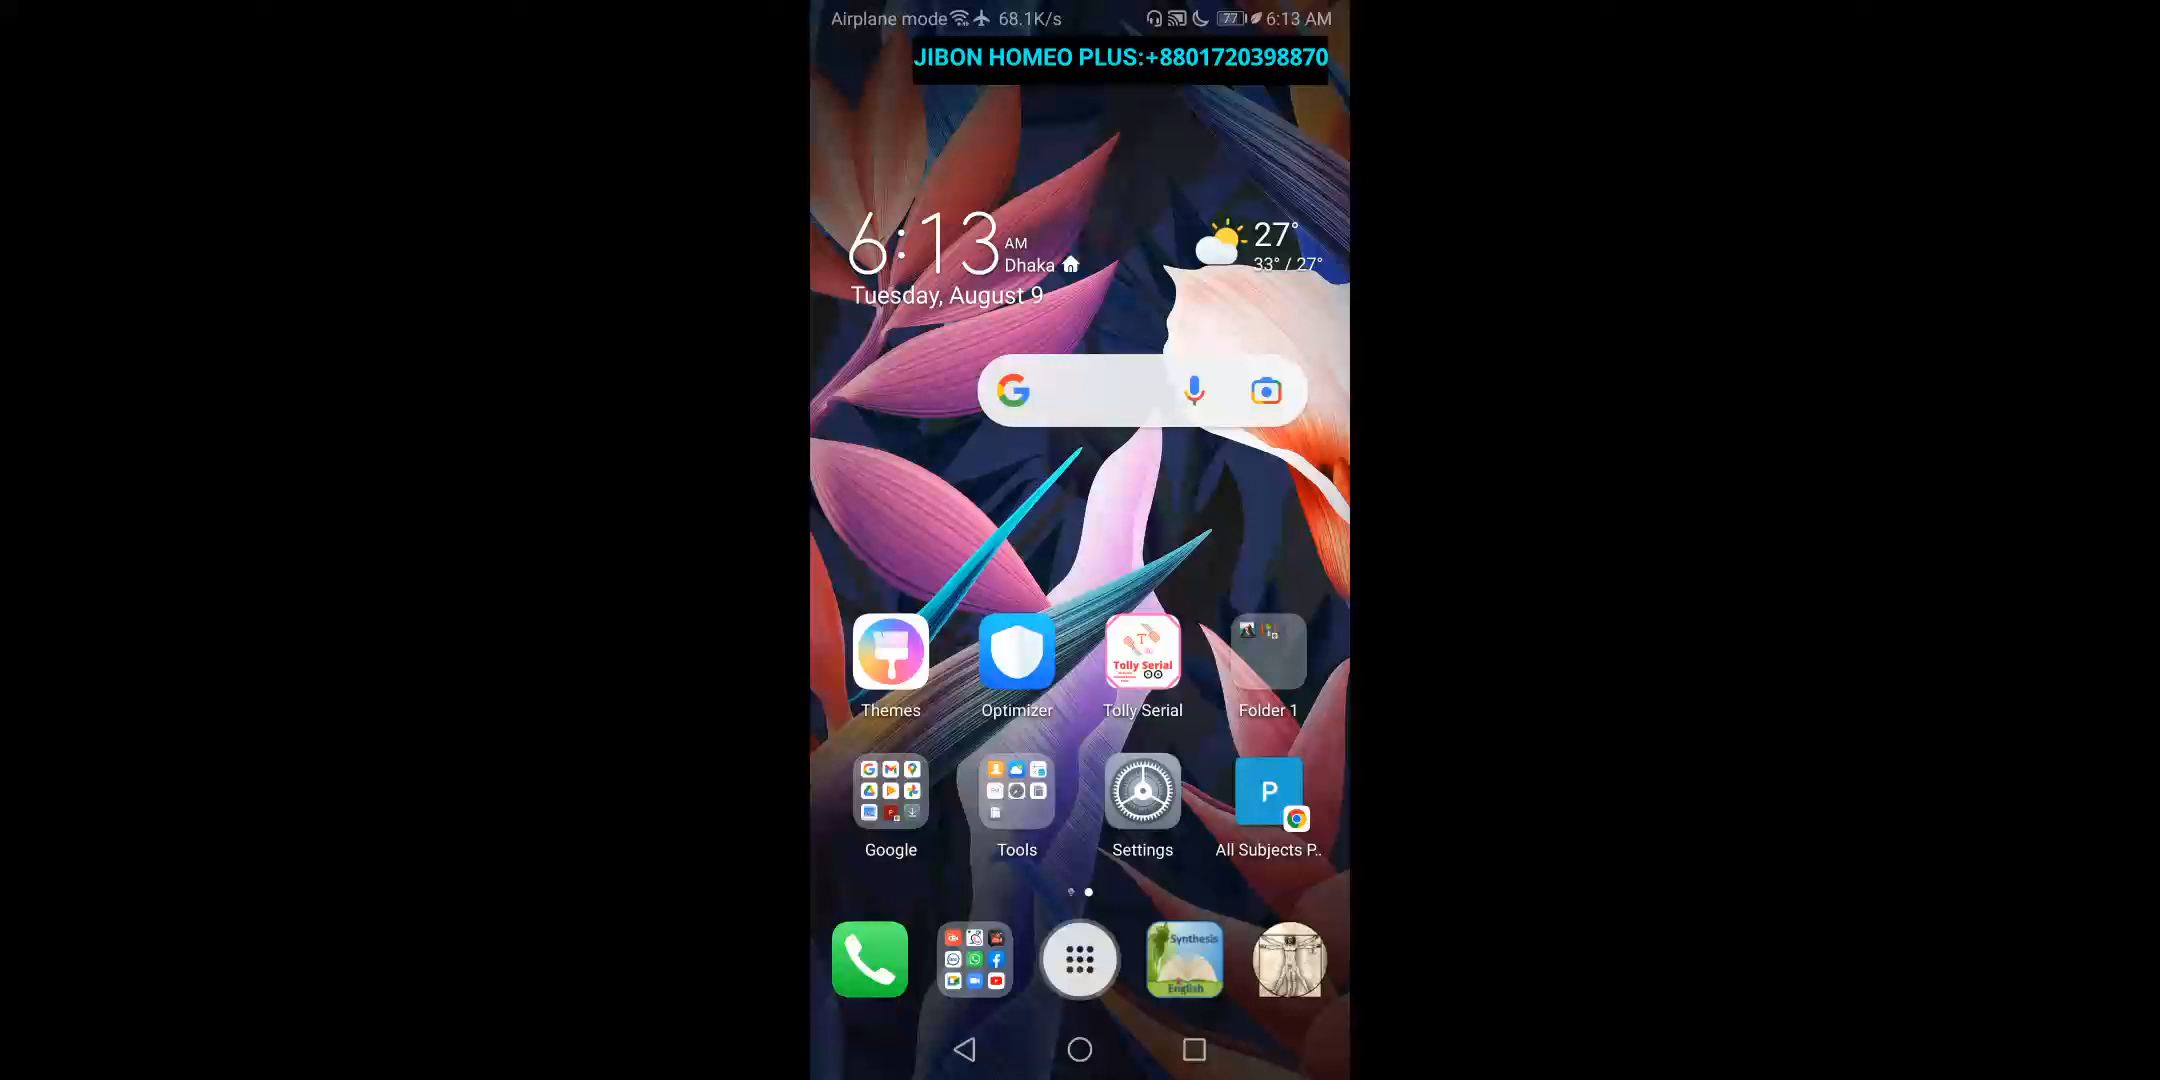 Airplane mode 68.1K/s 77 6:13 AM
JIBON HOMEO PLUS:+8801720398870
6:13 AM
Dhaka
Tuesday, August 9
27°
33° / 27°
T
Tolly Serial
Themes Optimizer Tolly Serial Folder 1
P
Google Tools Settings All Subjects P..
Synthesis
English